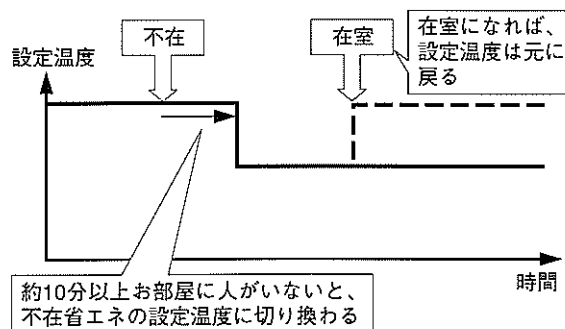 不在
在室
在室になれば、
設定温度は元に
戻る
設定温度
時間
約10分以上お部屋に人がいないと、
不在省エネの設定温度に切り換わる